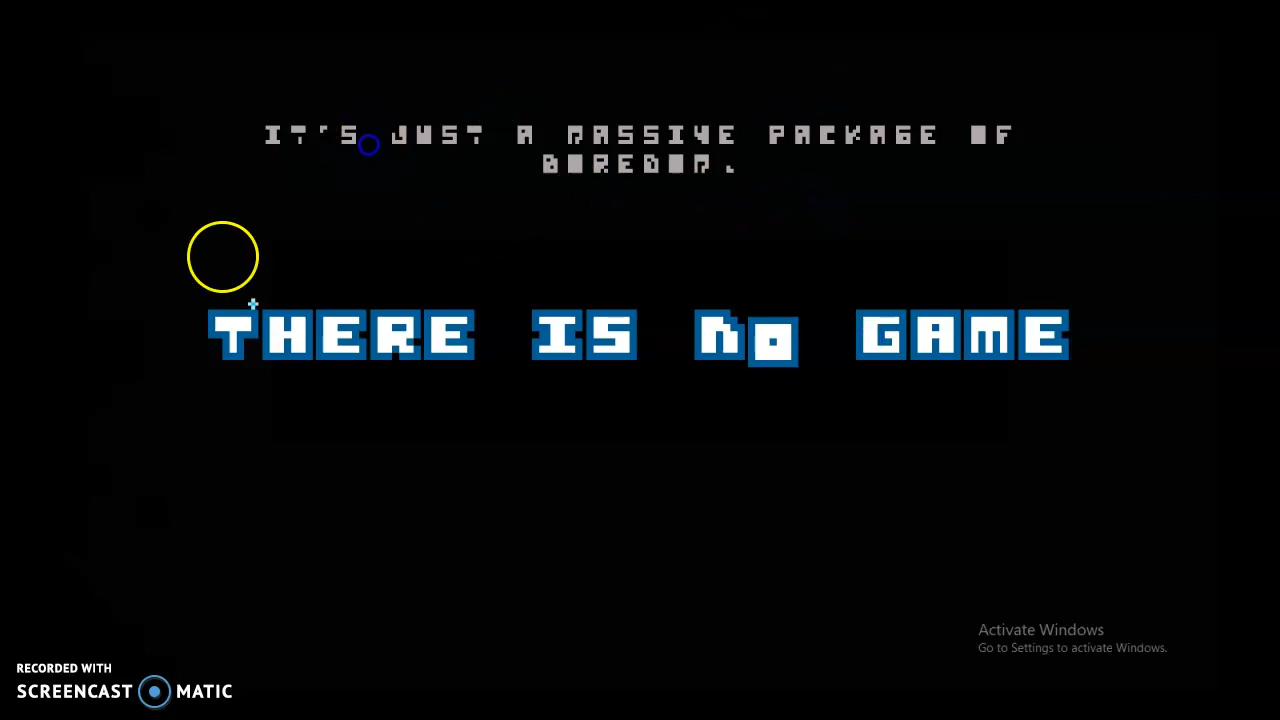 IT'S JUST A PASSIVE PACKAGE OF
BOREDOM.
THERE IS no GAME
Activate Windows
Go to Settings to activate Windows.
RECORDED WITH
SCREENCAST MATIC